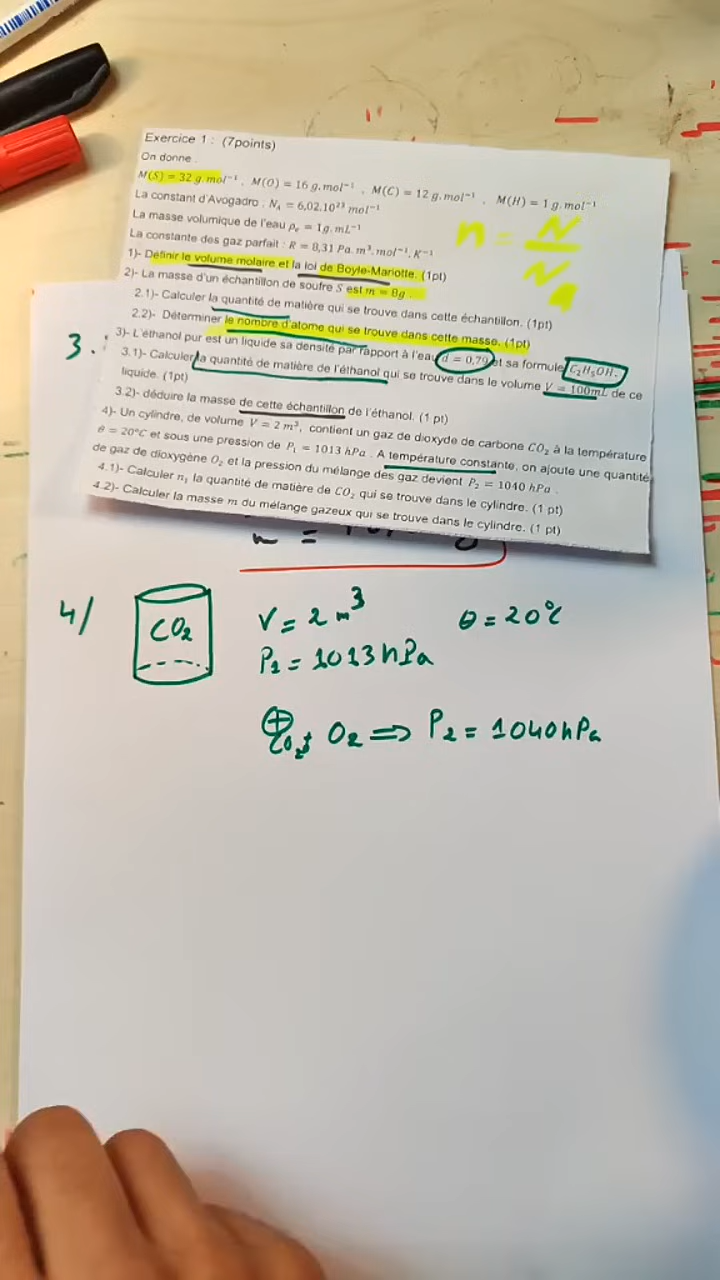 Exercice 1 : (7points)
On donne :
M(S) = 32 g.mol⁻¹ , M(O) = 16 g.mol⁻¹ , M(C) = 12 g.mol⁻¹ , M(H) = 1 g.mol⁻¹
La constant d'Avogadro : N_A = 6,02.10²³ mol⁻¹
La masse volumique de l'eau ρₑ = 1g.mL⁻¹
La constante des gaz parfait : R = 8,31 Pa.m³.mol⁻¹.K⁻¹
n = N / N_A
1)- Définir le volume molaire et la loi de Boyle-Mariotte. (1pt)
2)- La masse d'un échantillon de soufre S est m = 8g
2.1)- Calculer la quantité de matière qui se trouve dans cette échantillon. (1pt)
2.2)- Déterminer le nombre d'atome qui se trouve dans cette masse. (1pt)
3.
3)- L'éthanol pur est un liquide sa densité par rapport à l'eau d = 0,79 et sa formule C₂H₅OH.
3.1)- Calculer la quantité de matière de l'éthanol qui se trouve dans le volume V = 100mL de ce
liquide. (1pt)
3.2)- déduire la masse de cette échantillon de l'éthanol. (1 pt)
4)- Un cylindre, de volume V = 2 m³, contient un gaz de dioxyde de carbone CO₂ à la température
θ = 20°C et sous une pression de P₁ = 1013 hPa . A température constante, on ajoute une quantité
de gaz de dioxygène O₂ et la pression du mélange des gaz devient P₂ = 1040 hPa .
4.1)- Calculer n₁ la quantité de matière de CO₂ qui se trouve dans le cylindre. (1 pt)
4.2)- Calculer la masse m du mélange gazeux qui se trouve dans le cylindre. (1 pt)
m =
4/ CO₂ V = 2 m³ θ = 20°C
P₁ = 1013 hPa
⊕ CO₂ + O₂ ⟹ P₂ = 1040 hPa